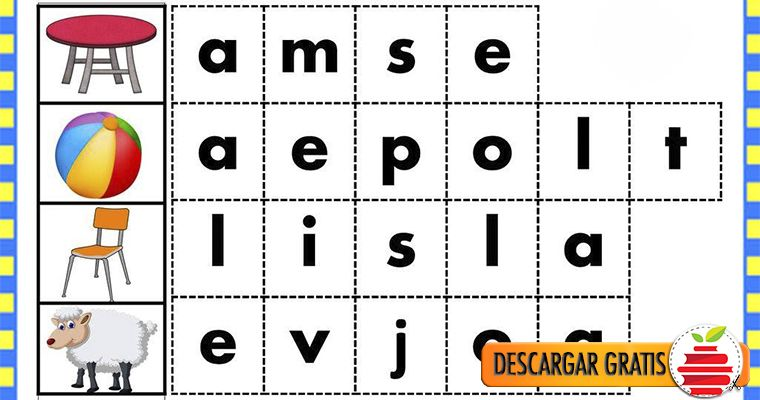 a m s e
a e p o l t
l i s l a
e v j e a
DESCARGAR GRATIS